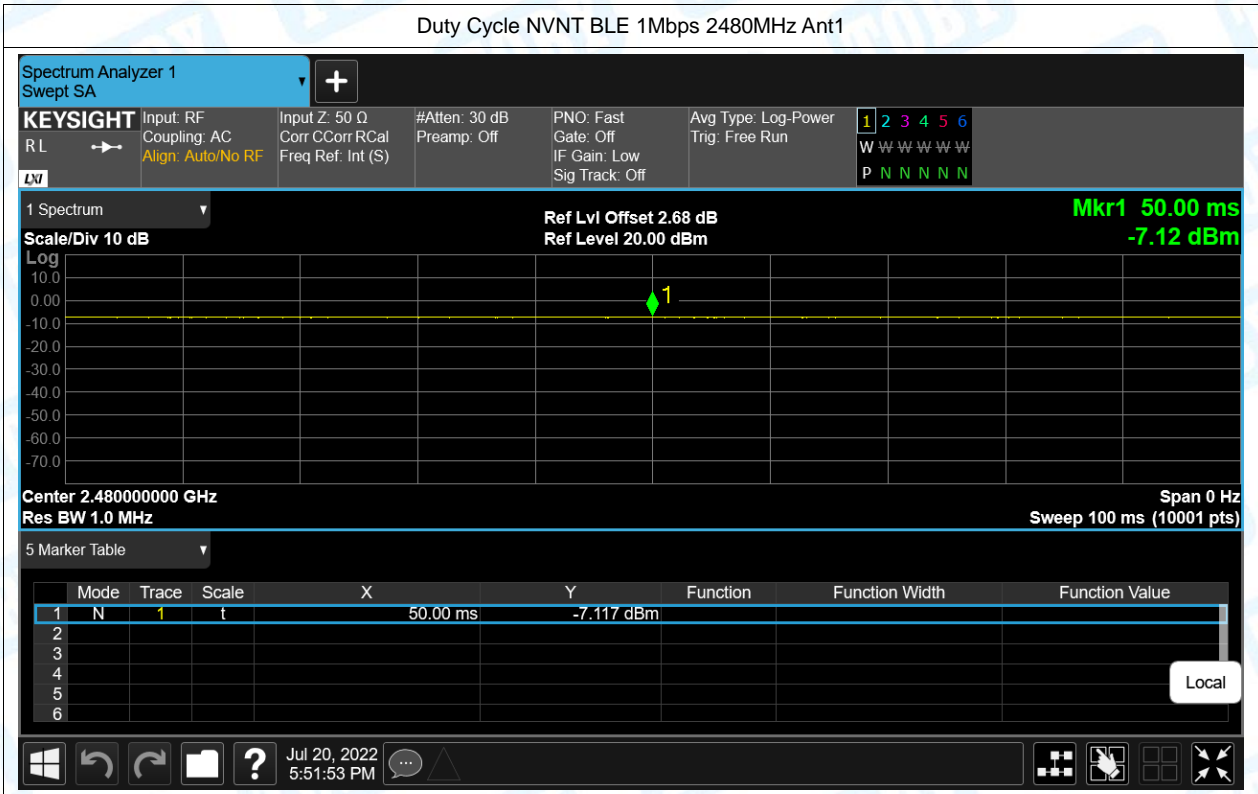 Duty Cycle NVNT BLE 1Mbps 2480MHz Ant1
Spectrum Analyzer 1
Swept SA
KEYSIGHT
RL
LXI
Input: RF
Coupling: AC
Align: Auto/No RF
Input Z: 50 Ω
Corr CCorr RCal
Freq Ref: Int (S)
#Atten: 30 dB
Preamp: Off
PNO: Fast
Gate: Off
IF Gain: Low
Sig Track: Off
Avg Type: Log-Power
Trig: Free Run
1 2 3 4 5 6
W W W W W W
P N N N N N
1 Spectrum
Scale/Div 10 dB
Ref Lvl Offset 2.68 dB
Ref Level 20.00 dBm
Mkr1 50.00 ms
-7.12 dBm
Log
10.0
0.00
-10.0
-20.0
-30.0
-40.0
-50.0
-60.0
-70.0
1
Center 2.480000000 GHz
Res BW 1.0 MHz
Span 0 Hz
Sweep 100 ms (10001 pts)
5 Marker Table
Mode Trace Scale X Y Function Function Width Function Value
1 N 1 t 50.00 ms -7.117 dBm
2
3
4
5
6
Local
?
Jul 20, 2022
5:51:53 PM